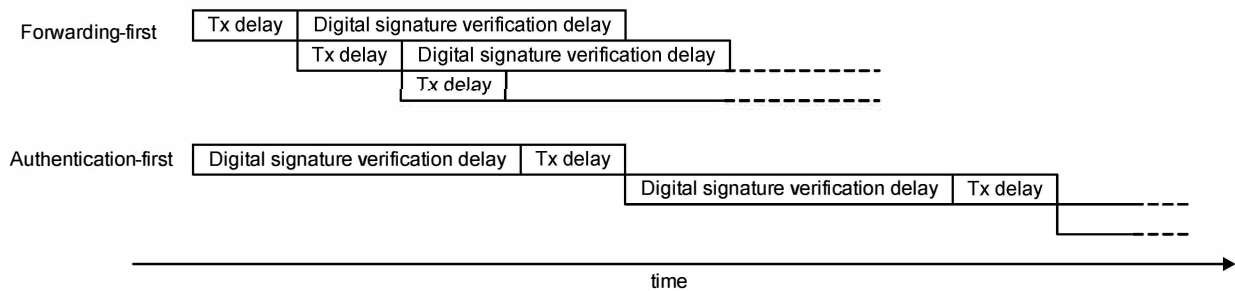 Forwarding-first
Tx delay Digital signature verification delay
Tx delay Digital signature verification delay
Tx delay
Authentication-first
Digital signature verification delay Tx delay
Digital signature verification delay Tx delay
time